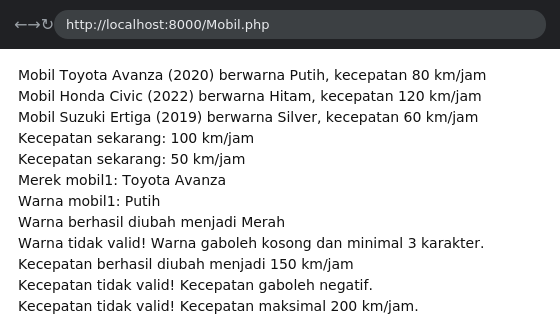 http://localhost:8000/Mobil.php
Mobil Toyota Avanza (2020) berwarna Putih, kecepatan 80 km/jam
Mobil Honda Civic (2022) berwarna Hitam, kecepatan 120 km/jam
Mobil Suzuki Ertiga (2019) berwarna Silver, kecepatan 60 km/jam
Kecepatan sekarang: 100 km/jam
Kecepatan sekarang: 50 km/jam
Merek mobil1: Toyota Avanza
Warna mobil1: Putih
Warna berhasil diubah menjadi Merah
Warna tidak valid! Warna gaboleh kosong dan minimal 3 karakter.
Kecepatan berhasil diubah menjadi 150 km/jam
Kecepatan tidak valid! Kecepatan gaboleh negatif.
Kecepatan tidak valid! Kecepatan maksimal 200 km/jam.